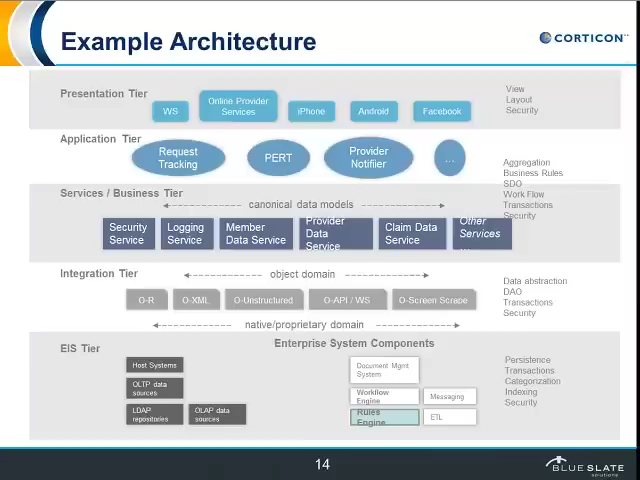 Example Architecture
CORTICON
Presentation Tier
WS
Online Provider
Services
iPhone
Android
Facebook
View
Layout
Security
Application Tier
Request
Tracking
PERT
Provider
Notifiier
...
Aggregation
Business Rules
SDO
Work Flow
Transactions
Security
Services / Business Tier
canonical data models
Security
Service
Logging
Service
Member
Data Service
Provider
Data
Service
Claim Data
Service
Other
Services
...
Integration Tier
object domain
O-R
O-XML
O-Unstructured
O-API / WS
O-Screen Scrape
Data abstraction
DAO
Transactions
Security
native/proprietary domain
EIS Tier
Enterprise System Components
Host Systems
OLTP data
sources
LDAP
repositories
OLAP data
sources
Document Mgmt
System
Workflow
Engine
Messaging
Rules
Engine
ETL
Persistence
Transactions
Categorization
Indexing
Security
14
BLUE SLATE
solutions